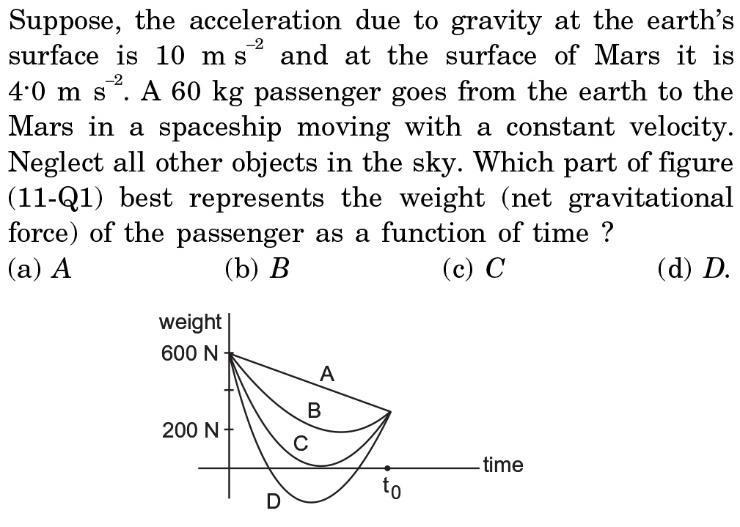 Suppose, the acceleration due to gravity at the earth's
surface is 10 m s⁻² and at the surface of Mars it is
4·0 m s⁻². A 60 kg passenger goes from the earth to the
Mars in a spaceship moving with a constant velocity.
Neglect all other objects in the sky. Which part of figure
(11-Q1) best represents the weight (net gravitational
force) of the passenger as a function of time ?
(a) A (b) B (c) C (d) D.
weight
600 N
A
B
200 N
C
time
t₀
D